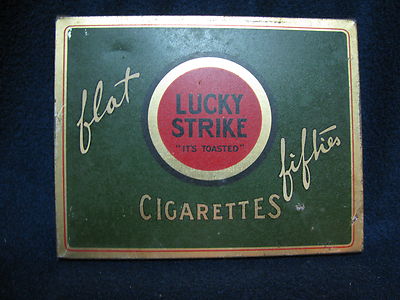 flat
LUCKY
STRIKE
"IT'S TOASTED"
fifties
CIGARETTES